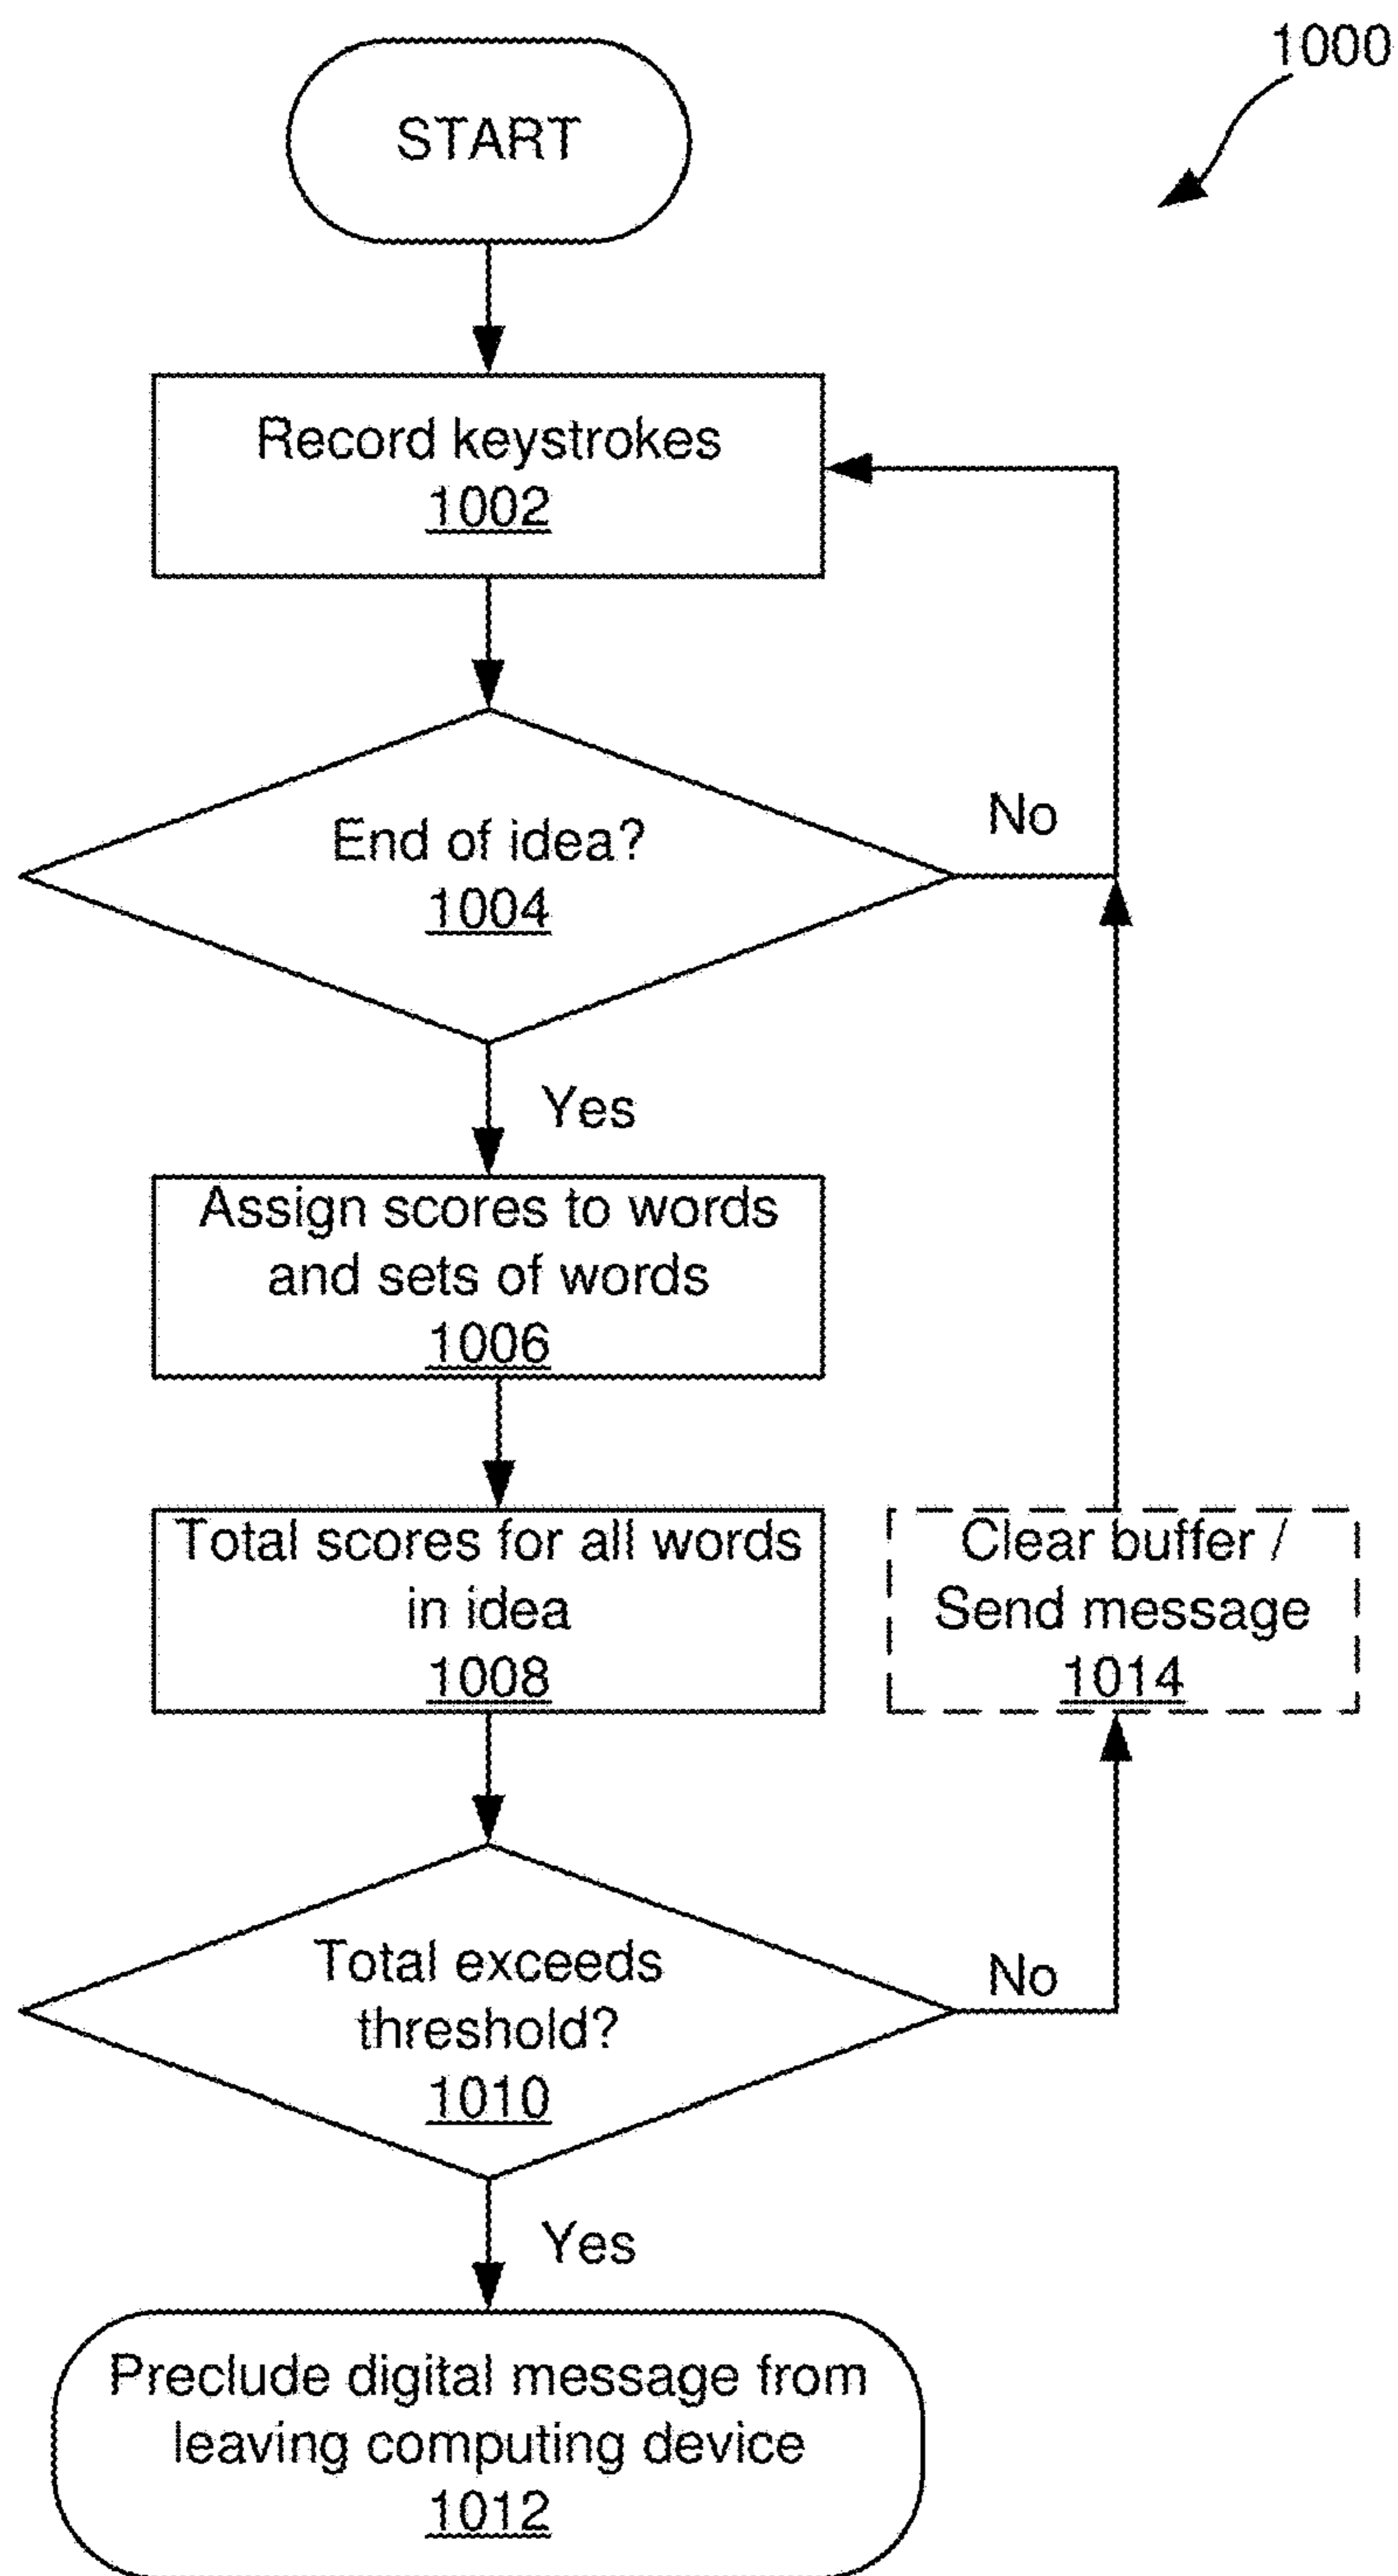 1000
START
Record keystrokes
1002
End of idea?
1004
No
Yes
Assign scores to words
and sets of words
1006
Total scores for all words
in idea
1008
Clear buffer /
Send message
1014
Total exceeds
threshold?
1010
No
Yes
Preclude digital message from
leaving computing device
1012